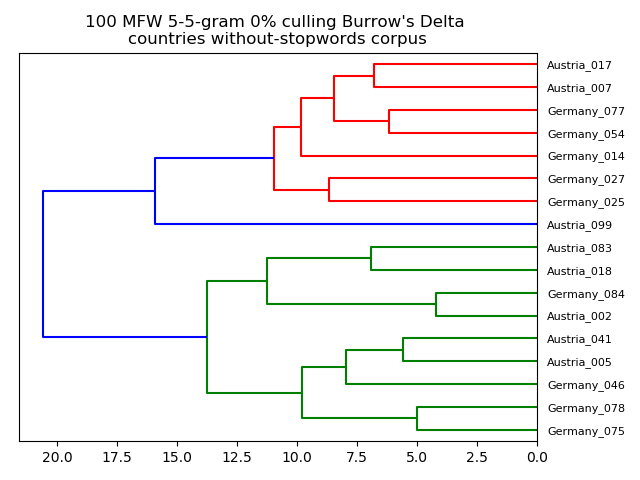 100 MFW 5-5-gram 0% culling Burrow's Delta
countries without-stopwords corpus
Austria_017
Austria_007
Germany_077
Germany_054
Germany_014
Germany_027
Germany_025
Austria_099
Austria_083
Austria_018
Germany_084
Austria_002
Austria_041
Austria_005
Germany_046
Germany_078
Germany_075
20.0 17.5 15.0 12.5 10.0 7.5 5.0 2.5 0.0